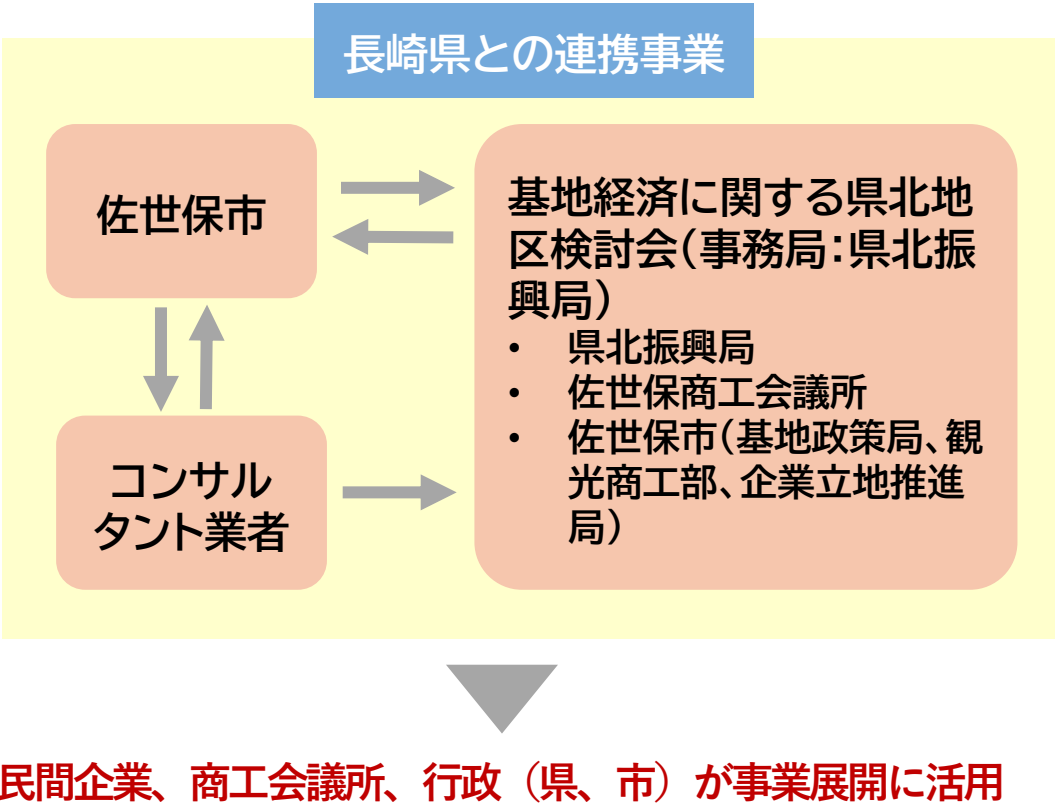 長崎県との連携事業
佐世保市
基地経済に関する県北地
区検討会(事務局:県北振
興局)
・ 県北振興局
・ 佐世保商工会議所
・ 佐世保市(基地政策局、観
光商工部、企業立地推進
局)
コンサル
タント業者
民間企業、商工会議所、行政（県、市）が事業展開に活用